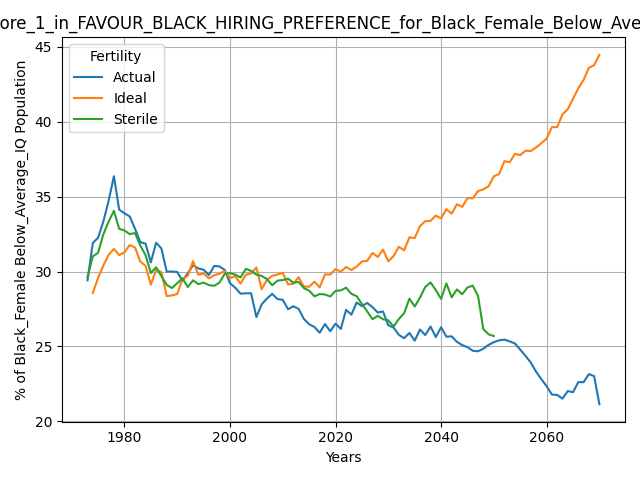 ore_1_in_FAVOUR_BLACK_HIRING_PREFERENCE_for_Black_Female_Below_Ave
% of Black_Female Below_Average_IQ Population
45
40
35
30
25
20
Fertility
Actual
Ideal
Sterile
1980
2000
2020
2040
2060
Years